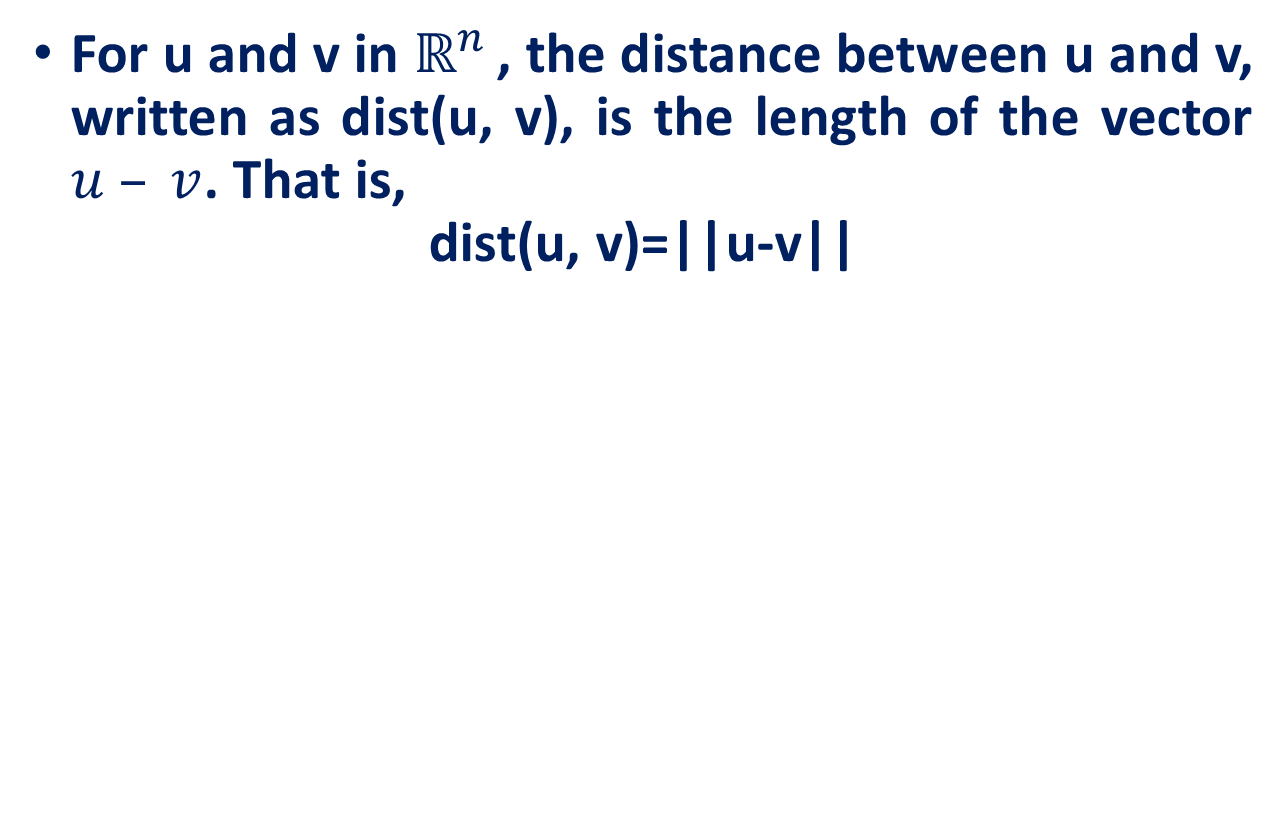 • For u and v in ℝⁿ , the distance between u and v,
written as dist(u, v), is the length of the vector
𝑢 − 𝑣. That is,
dist(u, v)=||u-v||